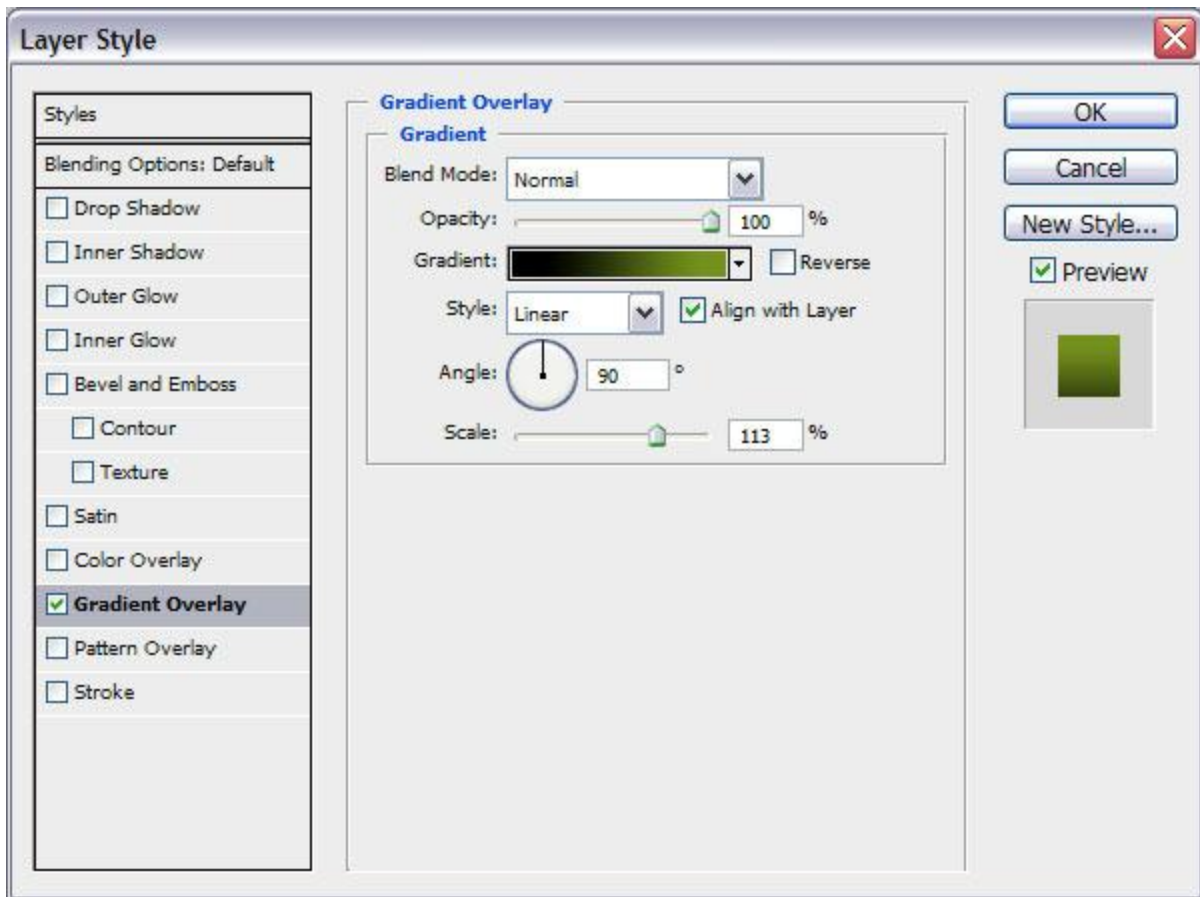 Layer Style
Styles
Blending Options: Default
Drop Shadow
Inner Shadow
Outer Glow
Inner Glow
Bevel and Emboss
Contour
Texture
Satin
Color Overlay
Gradient Overlay
Pattern Overlay
Stroke
Gradient Overlay
Gradient
Blend Mode: Normal
Opacity: 100 %
Gradient: Reverse
Style: Linear Align with Layer
Angle: 90 °
Scale: 113 %
OK
Cancel
New Style...
Preview